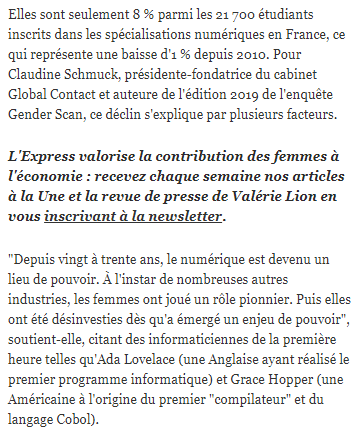 Elles sont seulement 8 % parmi les 21 700 étudiants
inscrits dans les spécialisations numériques en France, ce
qui représente une baisse d'1 % depuis 2010. Pour
Claudine Schmuck, présidente-fondatrice du cabinet
Global Contact et auteure de l'édition 2019 de l'enquête
Gender Scan, ce déclin s'explique par plusieurs facteurs.
L'Express valorise la contribution des femmes à
l'économie : recevez chaque semaine nos articles
à la Une et la revue de presse de Valérie Lion en
vous inscrivant à la newsletter.
"Depuis vingt à trente ans, le numérique est devenu un
lieu de pouvoir. À l'instar de nombreuses autres
industries, les femmes ont joué un rôle pionnier. Puis elles
ont été désinvesties dès qu'a émergé un enjeu de pouvoir",
soutient-elle, citant des informaticiennes de la première
heure telles qu'Ada Lovelace (une Anglaise ayant réalisé le
premier programme informatique) et Grace Hopper (une
Américaine à l'origine du premier "compilateur" et du
langage Cobol).